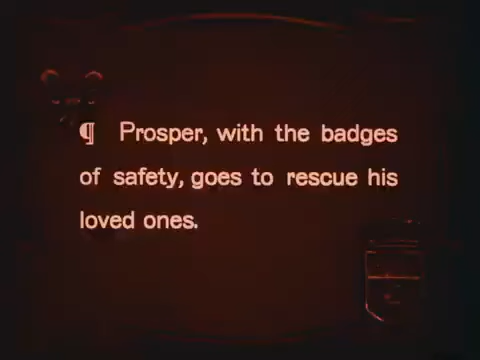 ¶ Prosper, with the badges
of safety, goes to rescue his
loved ones.